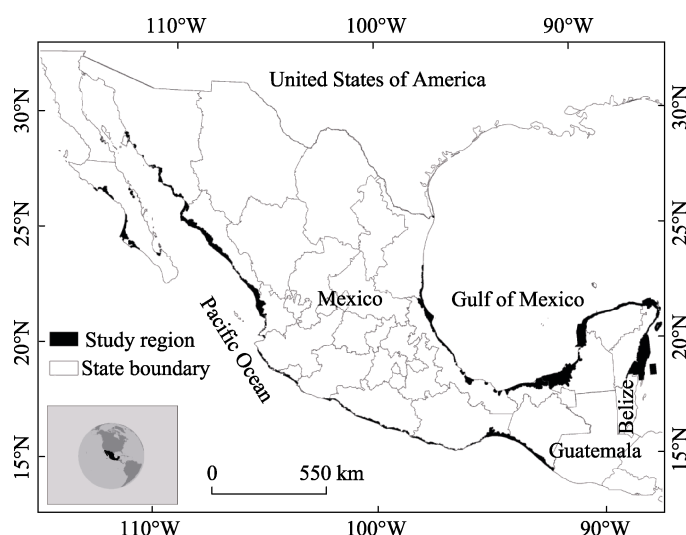 110°W 100°W 90°W
United States of America
30°N 30°N
25°N 25°N
Mexico Gulf of Mexico
Pacific Ocean
20°N 20°N
Study region
State boundary
Belize
Guatemala
15°N 15°N
0 550 km
110°W 100°W 90°W